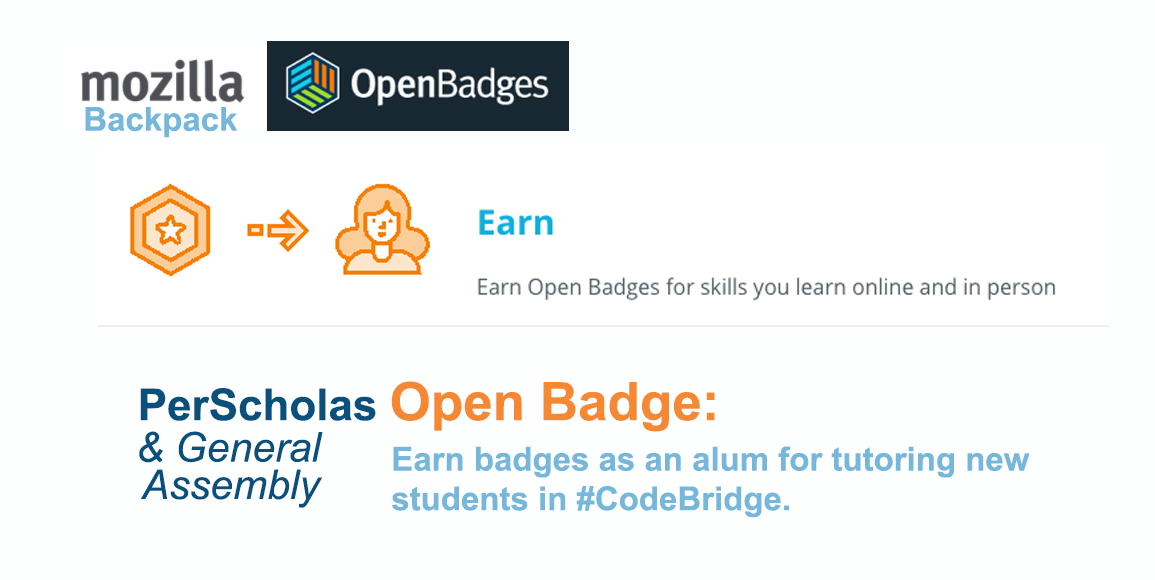 mozilla
Backpack
OpenBadges
Earn
Earn Open Badges for skills you learn online and in person
PerScholas
& General
Assembly
Open Badge:
Earn badges as an alum for tutoring new
students in #CodeBridge.